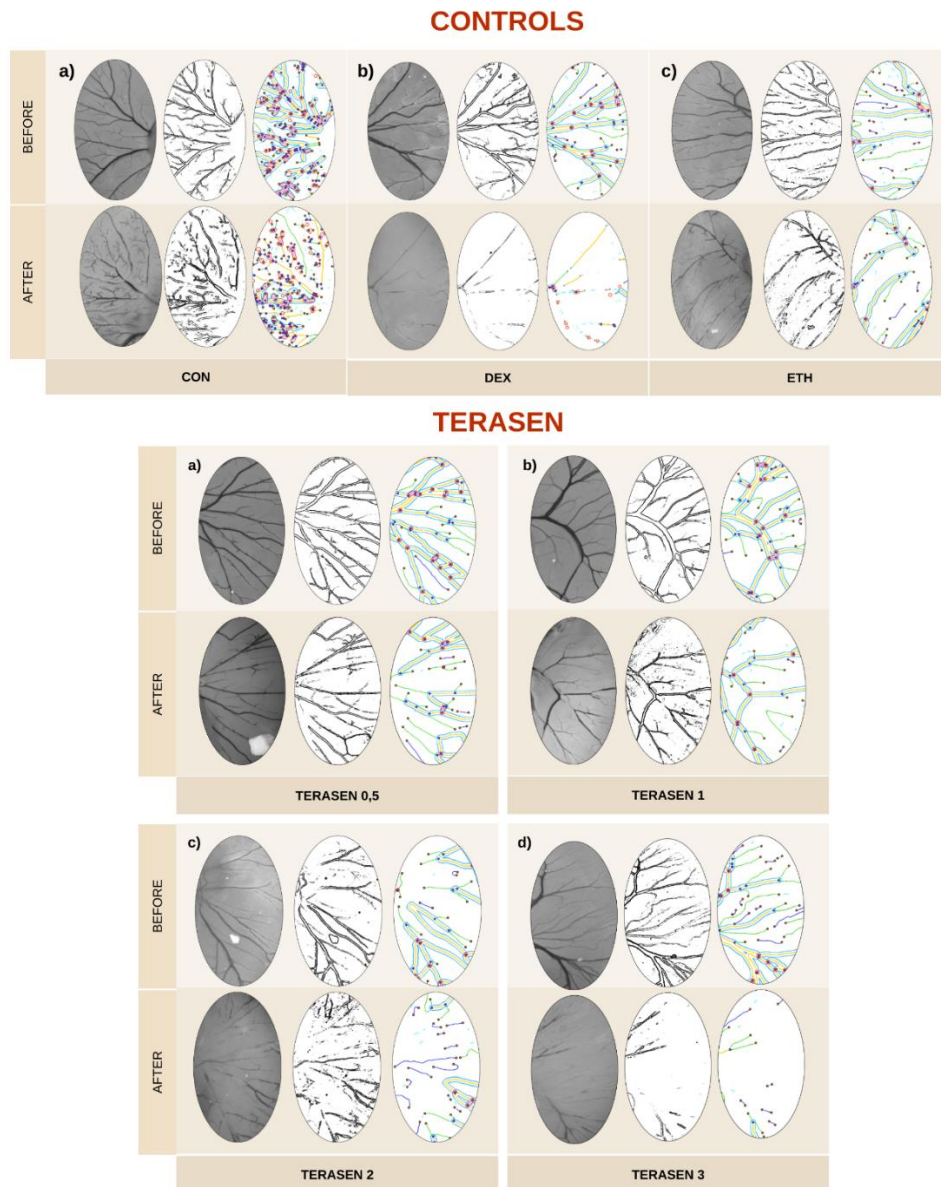 CONTROLS
BEFORE
a)
b)
c)
AFTER
CON
DEX
ETH
TERASEN
BEFORE
a)
b)
AFTER
TERASEN 0,5
TERASEN 1
BEFORE
c)
d)
AFTER
TERASEN 2
TERASEN 3